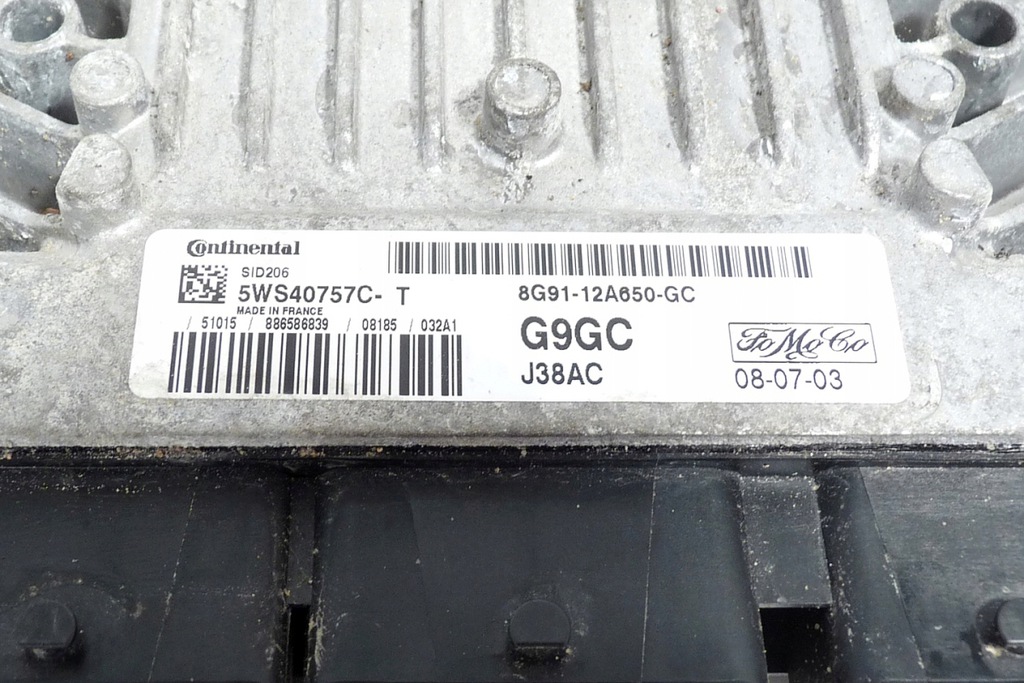 Continental
SID206
5WS40757C- T
MADE IN FRANCE
/ 51015 / 886586839 / 08185 / 032A1
8G91-12A650-GC
G9GC
J38AC
FoMoCo
08-07-03